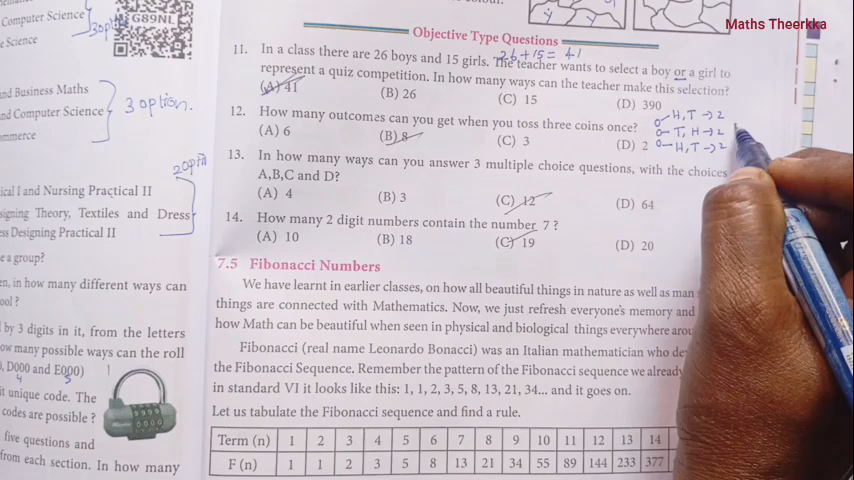 Maths Theerkka
Computer Science
e Science
3 opti
G89NL
nd Business Maths
nd Computer Science
ommerce
3 option.
2 opti
ical I and Nursing Practical II
signing Theory, Textiles and Dress
ss Designing Practical II
e a group?
en, in how many different ways can
ool ?
by 3 digits in it, from the letters
ow many possible ways can the roll
D000 and E000)
4 5
it unique code. The
codes are possible ?
five questions and
from each section. In how many
Objective Type Questions
26 + 15 = 41
11. In a class there are 26 boys and 15 girls. The teacher wants to select a boy or a girl to
represent a quiz competition. In how many ways can the teacher make this selection?
(A) 41 (B) 26 (C) 15 (D) 390
12. How many outcomes can you get when you toss three coins once?
(A) 6 (B) 8 (C) 3 (D) 2
H, T → 2
T, H → 2
H, T → 2
13. In how many ways can you answer 3 multiple choice questions, with the choices
A,B,C and D?
(A) 4 (B) 3 (C) 12 (D) 64
14. How many 2 digit numbers contain the number 7 ?
(A) 10 (B) 18 (C) 19 (D) 20
7.5 Fibonacci Numbers
We have learnt in earlier classes, on how all beautiful things in nature as well as man
things are connected with Mathematics. Now, we just refresh everyone's memory and
how Math can be beautiful when seen in physical and biological things everywhere arou
Fibonacci (real name Leonardo Bonacci) was an Italian mathematician who de
the Fibonacci Sequence. Remember the pattern of the Fibonacci sequence we already
in standard VI it looks like this: 1, 1, 2, 3, 5, 8, 13, 21, 34... and it goes on.
Let us tabulate the Fibonacci sequence and find a rule.
Term (n) 1 2 3 4 5 6 7 8 9 10 11 12 13 14
F (n) 1 1 2 3 5 8 13 21 34 55 89 144 233 377